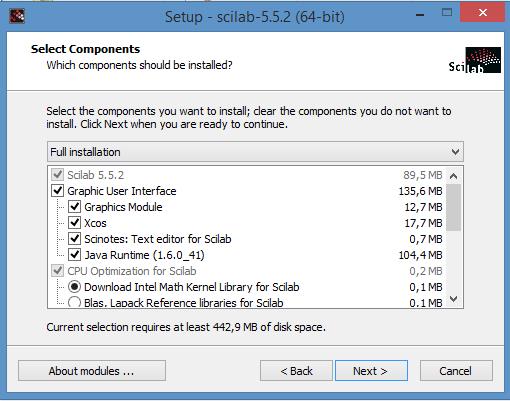 Setup - scilab-5.5.2 (64-bit)
Select Components
Which components should be installed?
Scilab
Select the components you want to install; clear the components you do not want to
install. Click Next when you are ready to continue.
Full installation
Scilab 5.5.2 89,5 MB
Graphic User Interface 135,6 MB
Graphics Module 12,7 MB
Xcos 17,7 MB
Scinotes: Text editor for Scilab 0,7 MB
Java Runtime (1.6.0_41) 104,4 MB
CPU Optimization for Scilab 0,2 MB
Download Intel Math Kernel Library for Scilab 0,1 MB
Blas, Lapack Reference libraries for Scilab 0,1 MB
Current selection requires at least 442,9 MB of disk space.
About modules ... < Back Next > Cancel